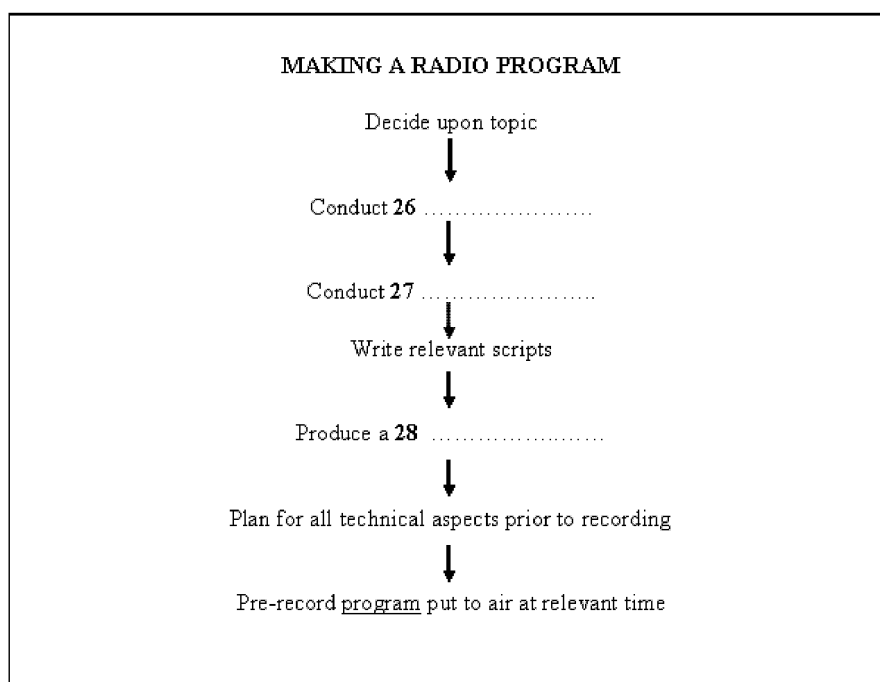 MAKING A RADIO PROGRAM
Decide upon topic
Conduct 26 …………………….
Conduct 27 ……………………..
Write relevant scripts
Produce a 28 ……………..……
Plan for all technical aspects prior to recording
Pre-record program put to air at relevant time